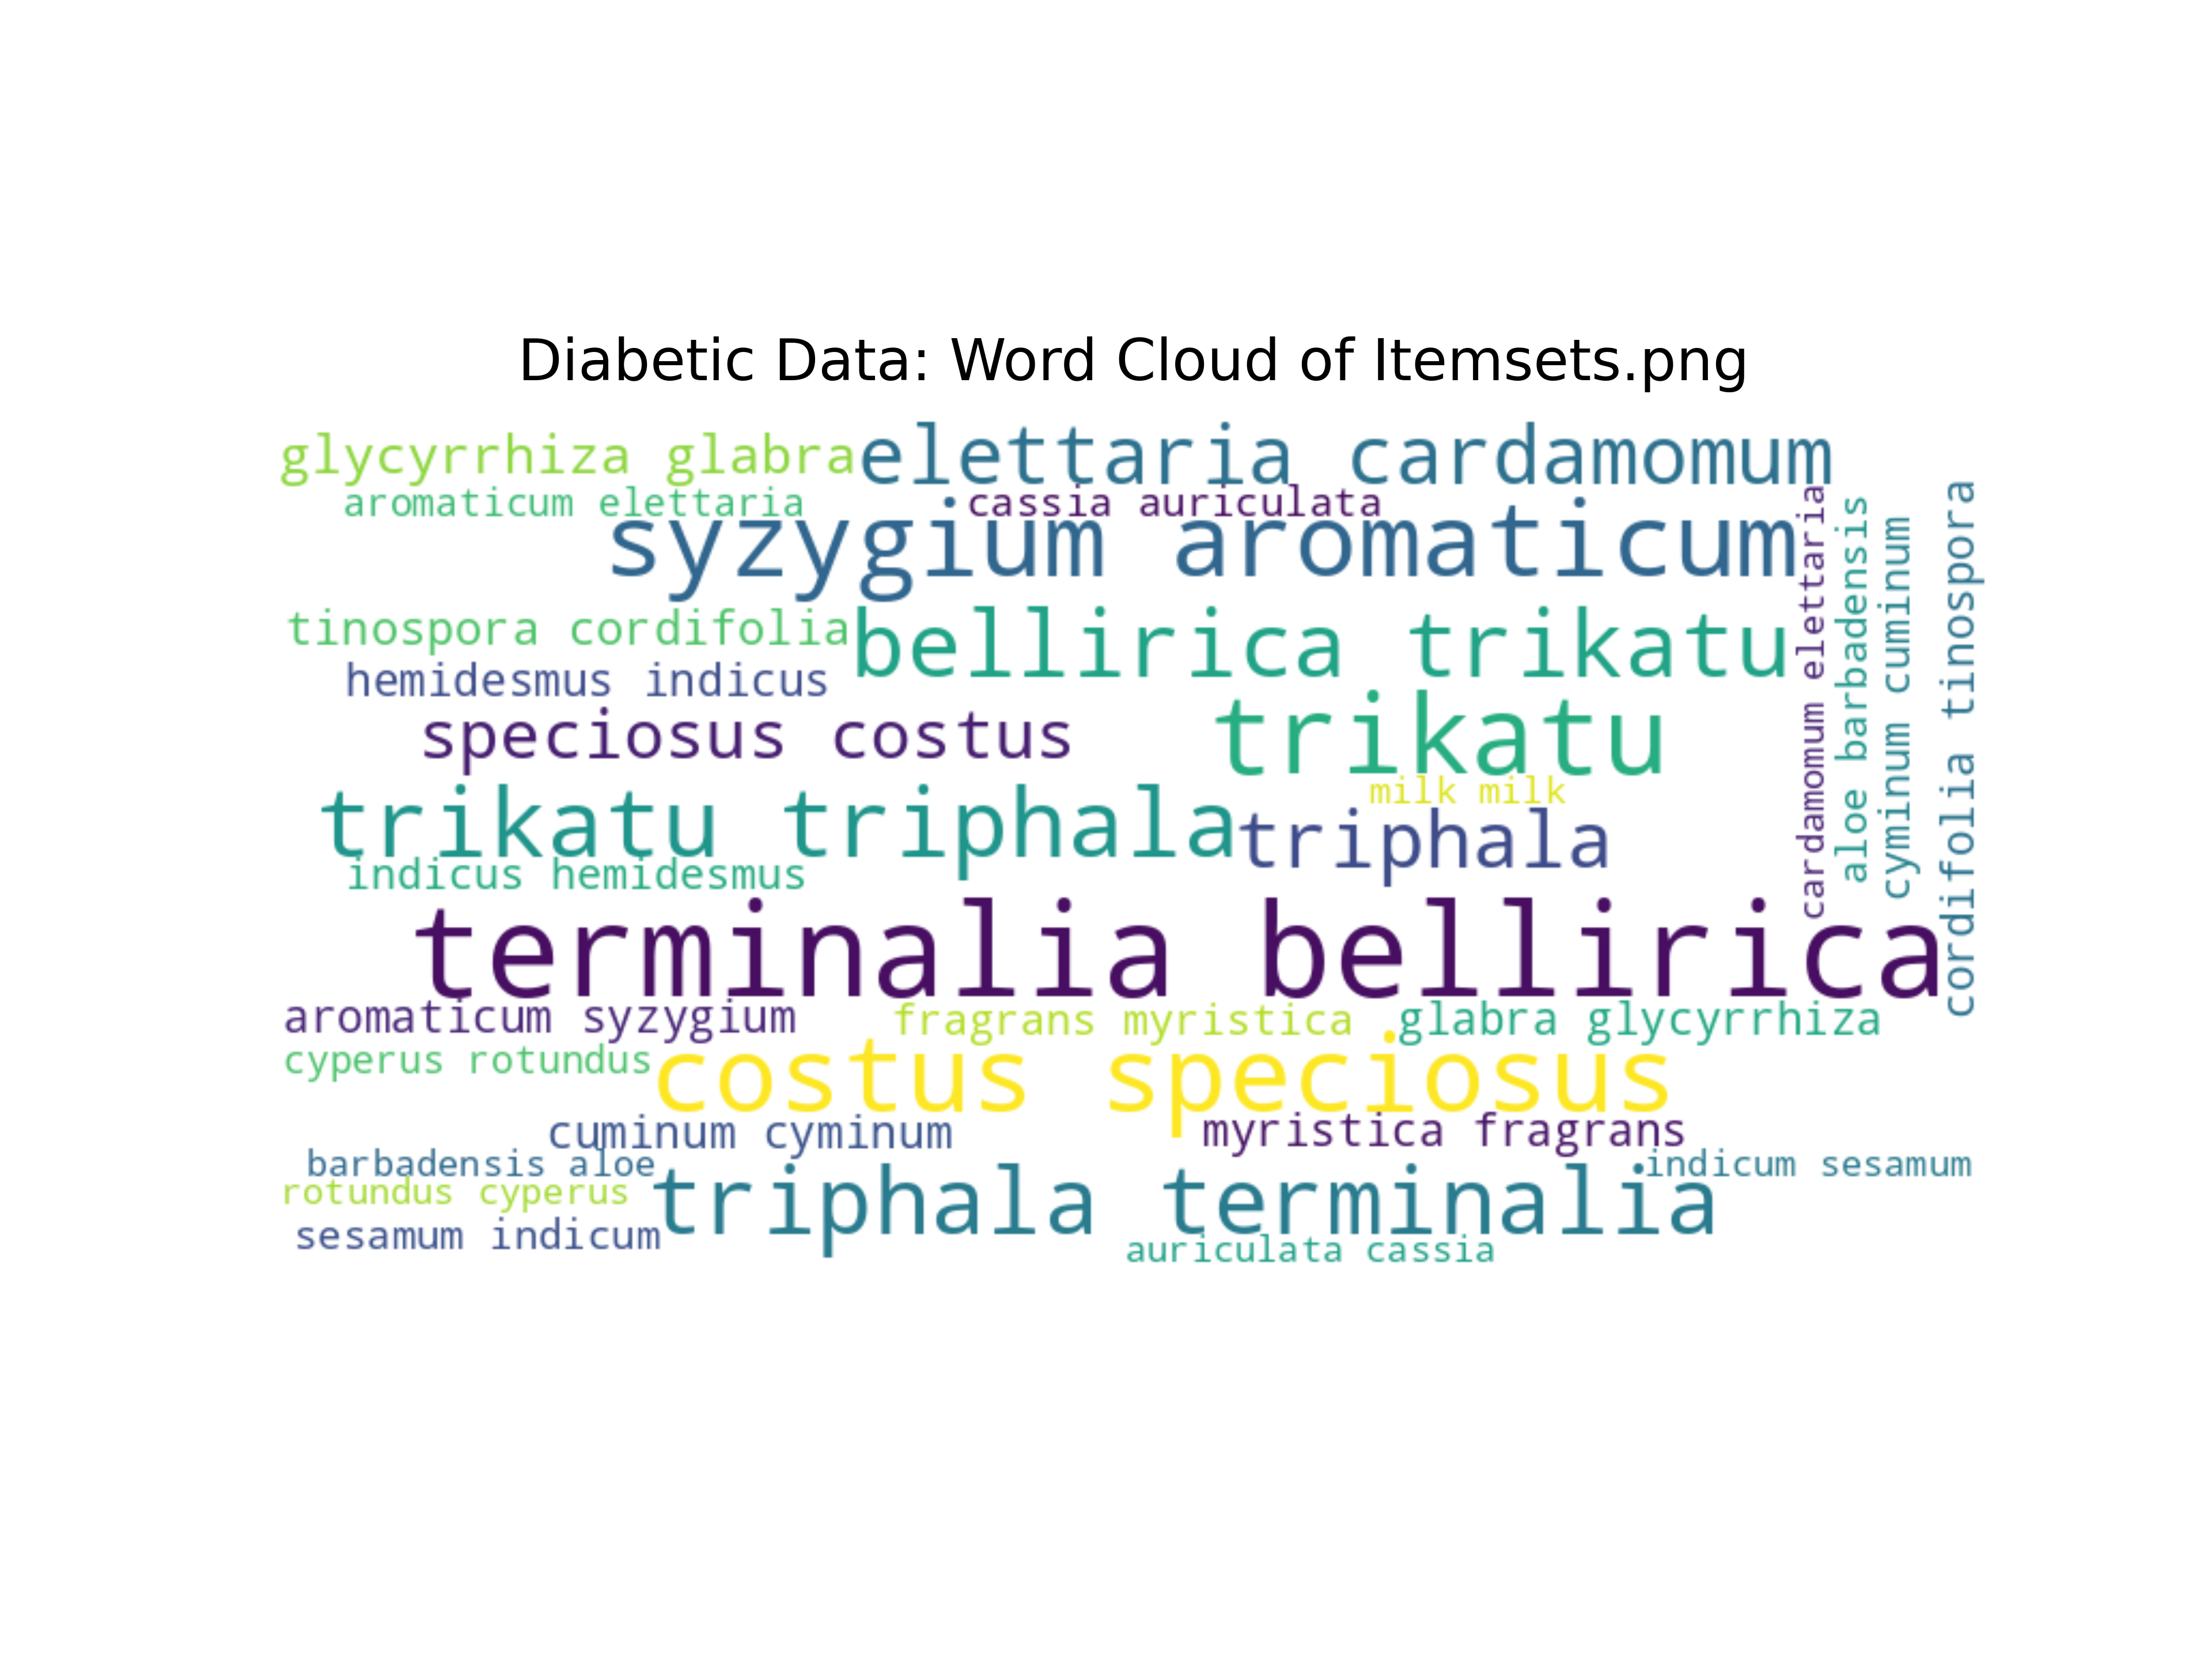 Diabetic Data: Word Cloud of Itemsets.png
glycyrrhiza glabra
elettaria cardamomum
aromaticum elettaria
cassia auriculata
syzygium aromaticum
tinospora cordifolia
bellirica trikatu
hemidesmus indicus
speciosus costus
trikatu
milk milk
trikatu triphala
triphala
indicus hemidesmus
cardamomum elettaria
aloe barbadensis
cyminum cuminum
cordifolia tinospora
terminalia bellirica
aromaticum syzygium
fragrans myristica
glabra glycyrrhiza
cyperus rotundus
costus speciosus
cuminum cyminum
myristica fragrans
barbadensis aloe
indicum sesamum
rotundus cyperus
triphala terminalia
sesamum indicum
auriculata cassia